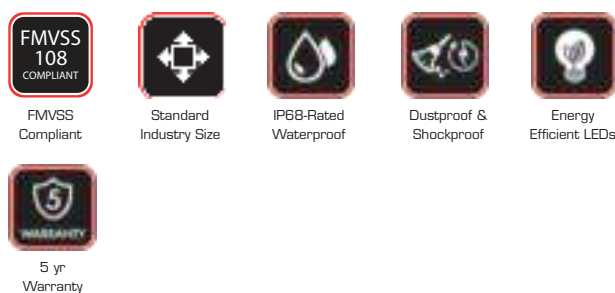 FMVSS
108
COMPLIANT
FMVSS
Compliant
Standard
Industry Size
IP68-Rated
Waterproof
Dustproof &
Shockproof
Energy
Efficient LEDs
5
WARRANTY
5 yr
Warranty